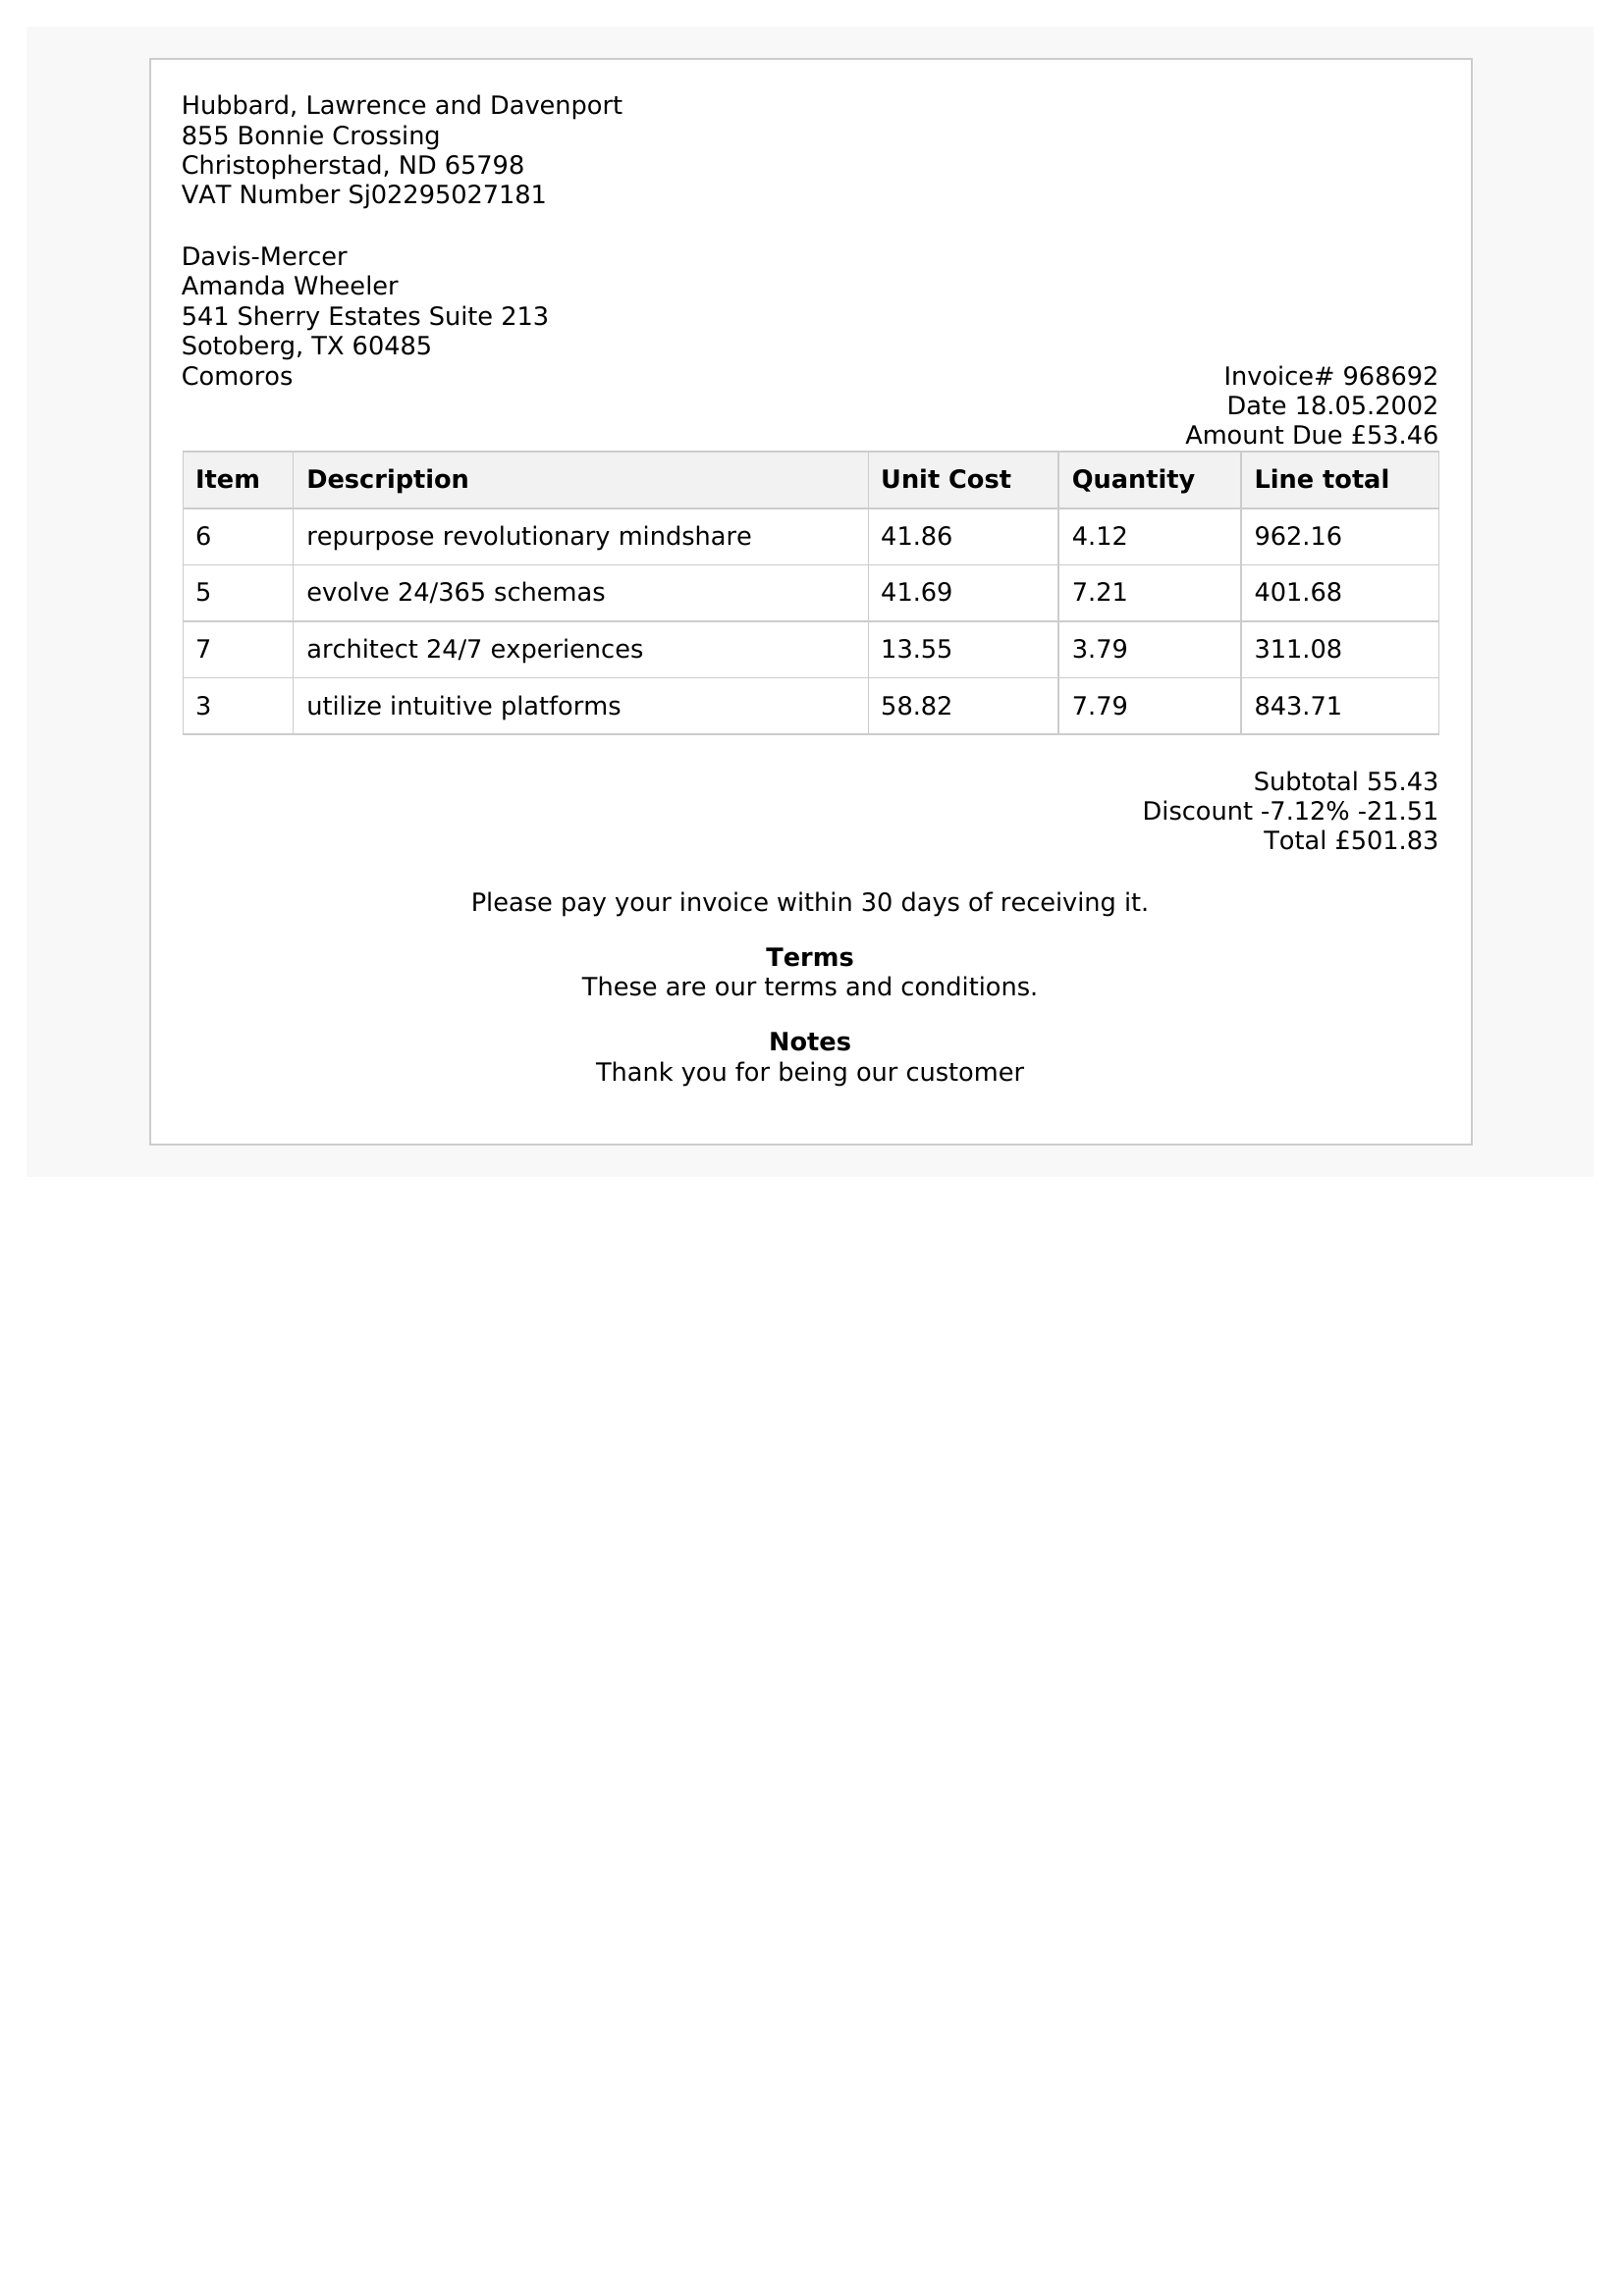 Hubbard, Lawrence and Davenport
855 Bonnie Crossing
Christopherstad, ND 65798
VAT Number Sj02295027181
Davis-Mercer
Amanda Wheeler
541 Sherry Estates Suite 213
Sotoberg, TX 60485
Comoros
Invoice# 968692
Date 18.05.2002
Amount Due £53.46
Item Description Unit Cost Quantity Line total
6 repurpose revolutionary mindshare 41.86 4.12 962.16
5 evolve 24/365 schemas 41.69 7.21 401.68
7 architect 24/7 experiences 13.55 3.79 311.08
3 utilize intuitive platforms 58.82 7.79 843.71
Subtotal 55.43
Discount -7.12% -21.51
Total £501.83
Please pay your invoice within 30 days of receiving it.
Terms
These are our terms and conditions.
Notes
Thank you for being our customer